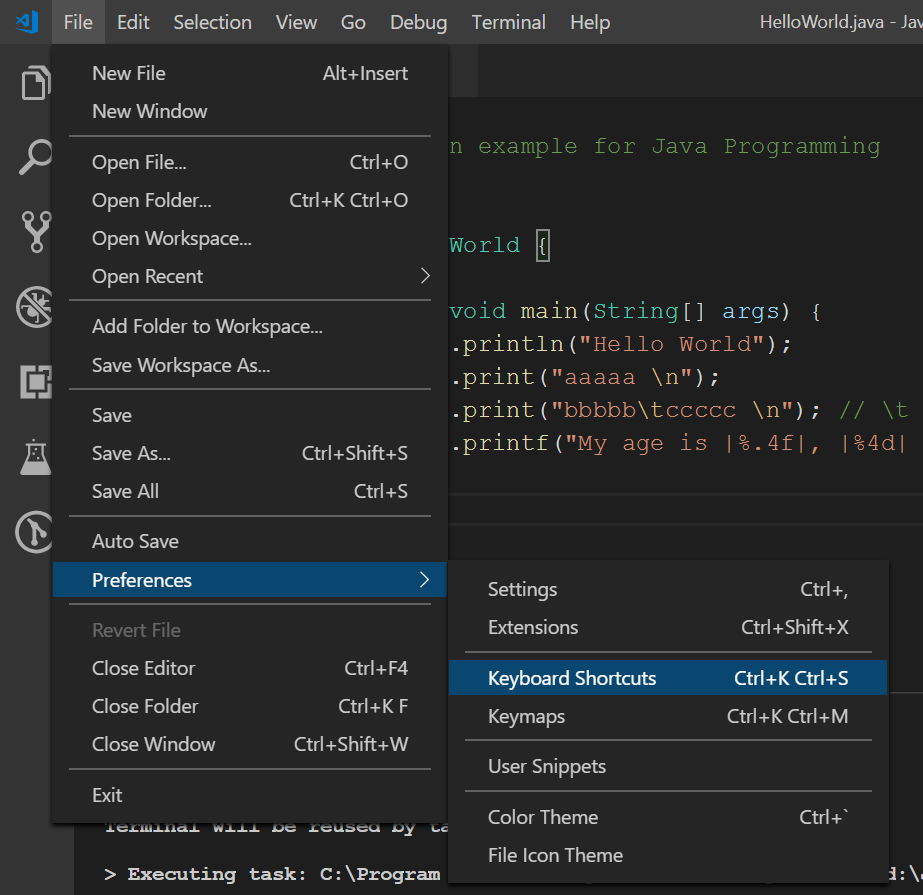 File Edit Selection View Go Debug Terminal Help HelloWorld.java - Jav
New File Alt+Insert
New Window
Open File... Ctrl+O
Open Folder... Ctrl+K Ctrl+O
Open Workspace...
Open Recent
Add Folder to Workspace...
Save Workspace As...
Save
Save As... Ctrl+Shift+S
Save All Ctrl+S
Auto Save
Preferences
Revert File
Close Editor Ctrl+F4
Close Folder Ctrl+K F
Close Window Ctrl+Shift+W
Exit
n example for Java Programming
World {
void main(String[] args) {
.println("Hello World");
.print("aaaaa \n");
.print("bbbbb\tccccc \n"); // \t
.printf("My age is |%.4f|, |%4d|
Settings Ctrl+,
Extensions Ctrl+Shift+X
Keyboard Shortcuts Ctrl+K Ctrl+S
Keymaps Ctrl+K Ctrl+M
User Snippets
Color Theme Ctrl+`
File Icon Theme
Terminal will be reused by ta
> Executing task: C:\Program d:\